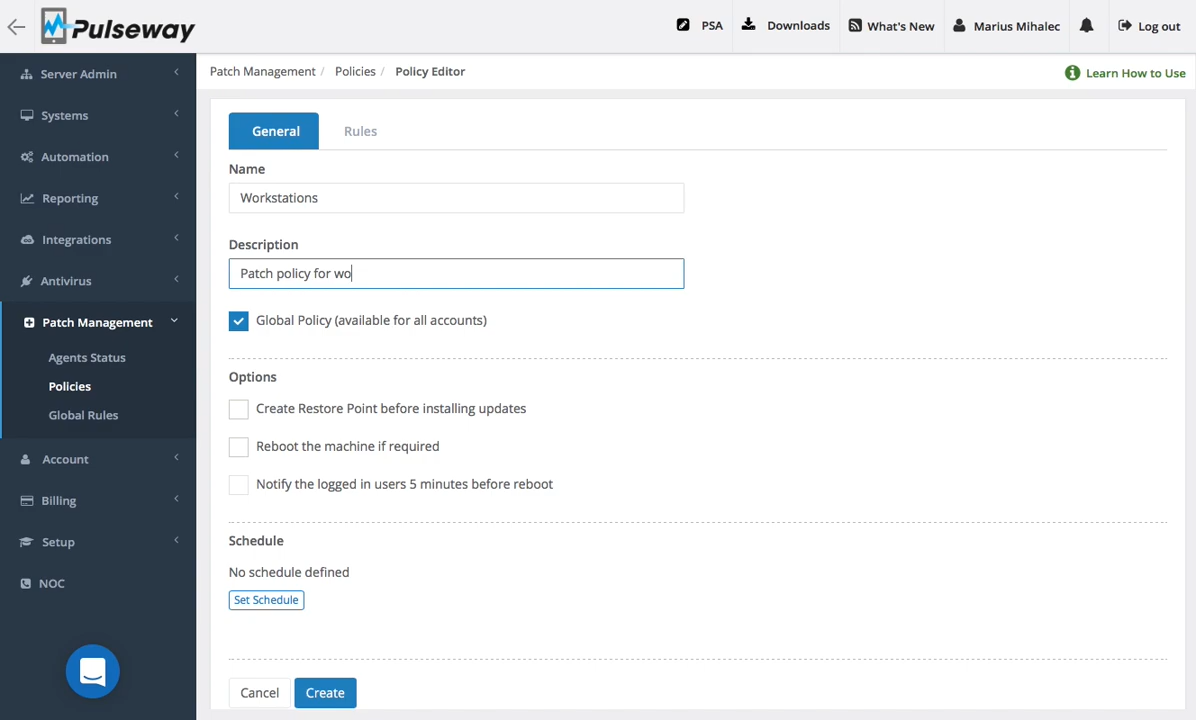 Pulseway
PSA
Downloads
What's New
Marius Mihalec
Log out
Server Admin
Systems
Automation
Reporting
Integrations
Antivirus
Patch Management
Agents Status
Policies
Global Rules
Account
Billing
Setup
NOC
Patch Management / Policies / Policy Editor
Learn How to Use
General
Rules
Name
Workstations
Description
Patch policy for wo
Global Policy (available for all accounts)
Options
Create Restore Point before installing updates
Reboot the machine if required
Notify the logged in users 5 minutes before reboot
Schedule
No schedule defined
Set Schedule
Cancel
Create